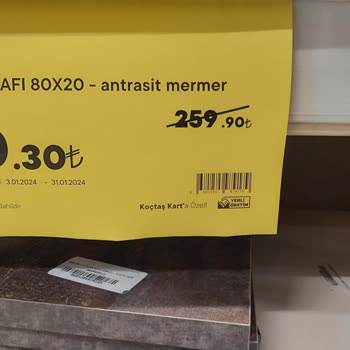 AFI 80X20 - antrasit mermer
259.90₺
.30₺
3.01.2024 - 31.01.2024
Koçtaş Kart'a Özel!
YERLİ
ÜRETİM